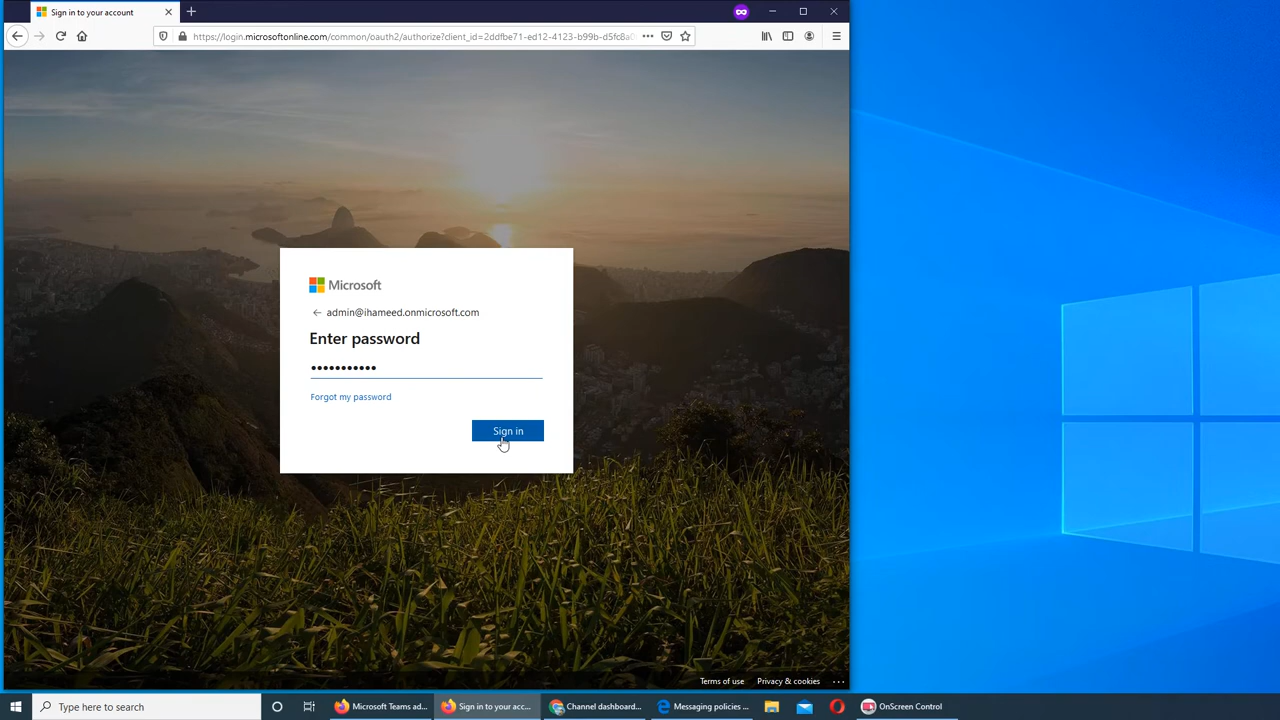 Sign in to your account
https://login.microsoftonline.com/common/oauth2/authorize?client_id=2ddfbe71-ed12-4123-b99b-d5fc8a
Microsoft
admin@ihameed.onmicrosoft.com
Enter password
Forgot my password
Sign in
Terms of use Privacy & cookies ...
Type here to search
Microsoft Teams ad...
Sign in to your acc...
Channel dashboard...
Messaging policies ...
OnScreen Control